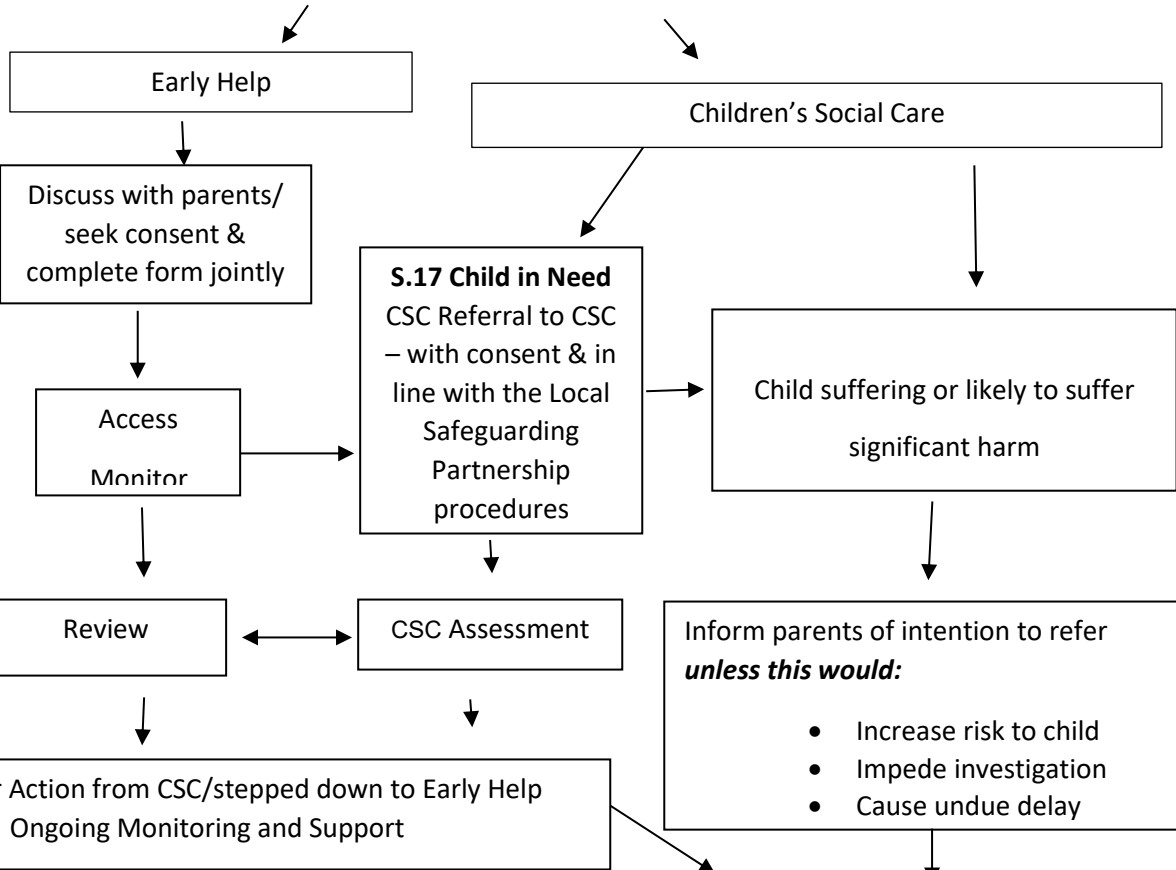 Early Help
Children's Social Care
Discuss with parents/
seek consent &
complete form jointly
S.17 Child in Need
CSC Referral to CSC
– with consent & in
line with the Local
Safeguarding
Partnership
procedures
Child suffering or likely to suffer
significant harm
Access
Monitor
Review
CSC Assessment
Inform parents of intention to refer
unless this would:
• Increase risk to child
• Impede investigation
• Cause undue delay
Action from CSC/stepped down to Early Help
Ongoing Monitoring and Support